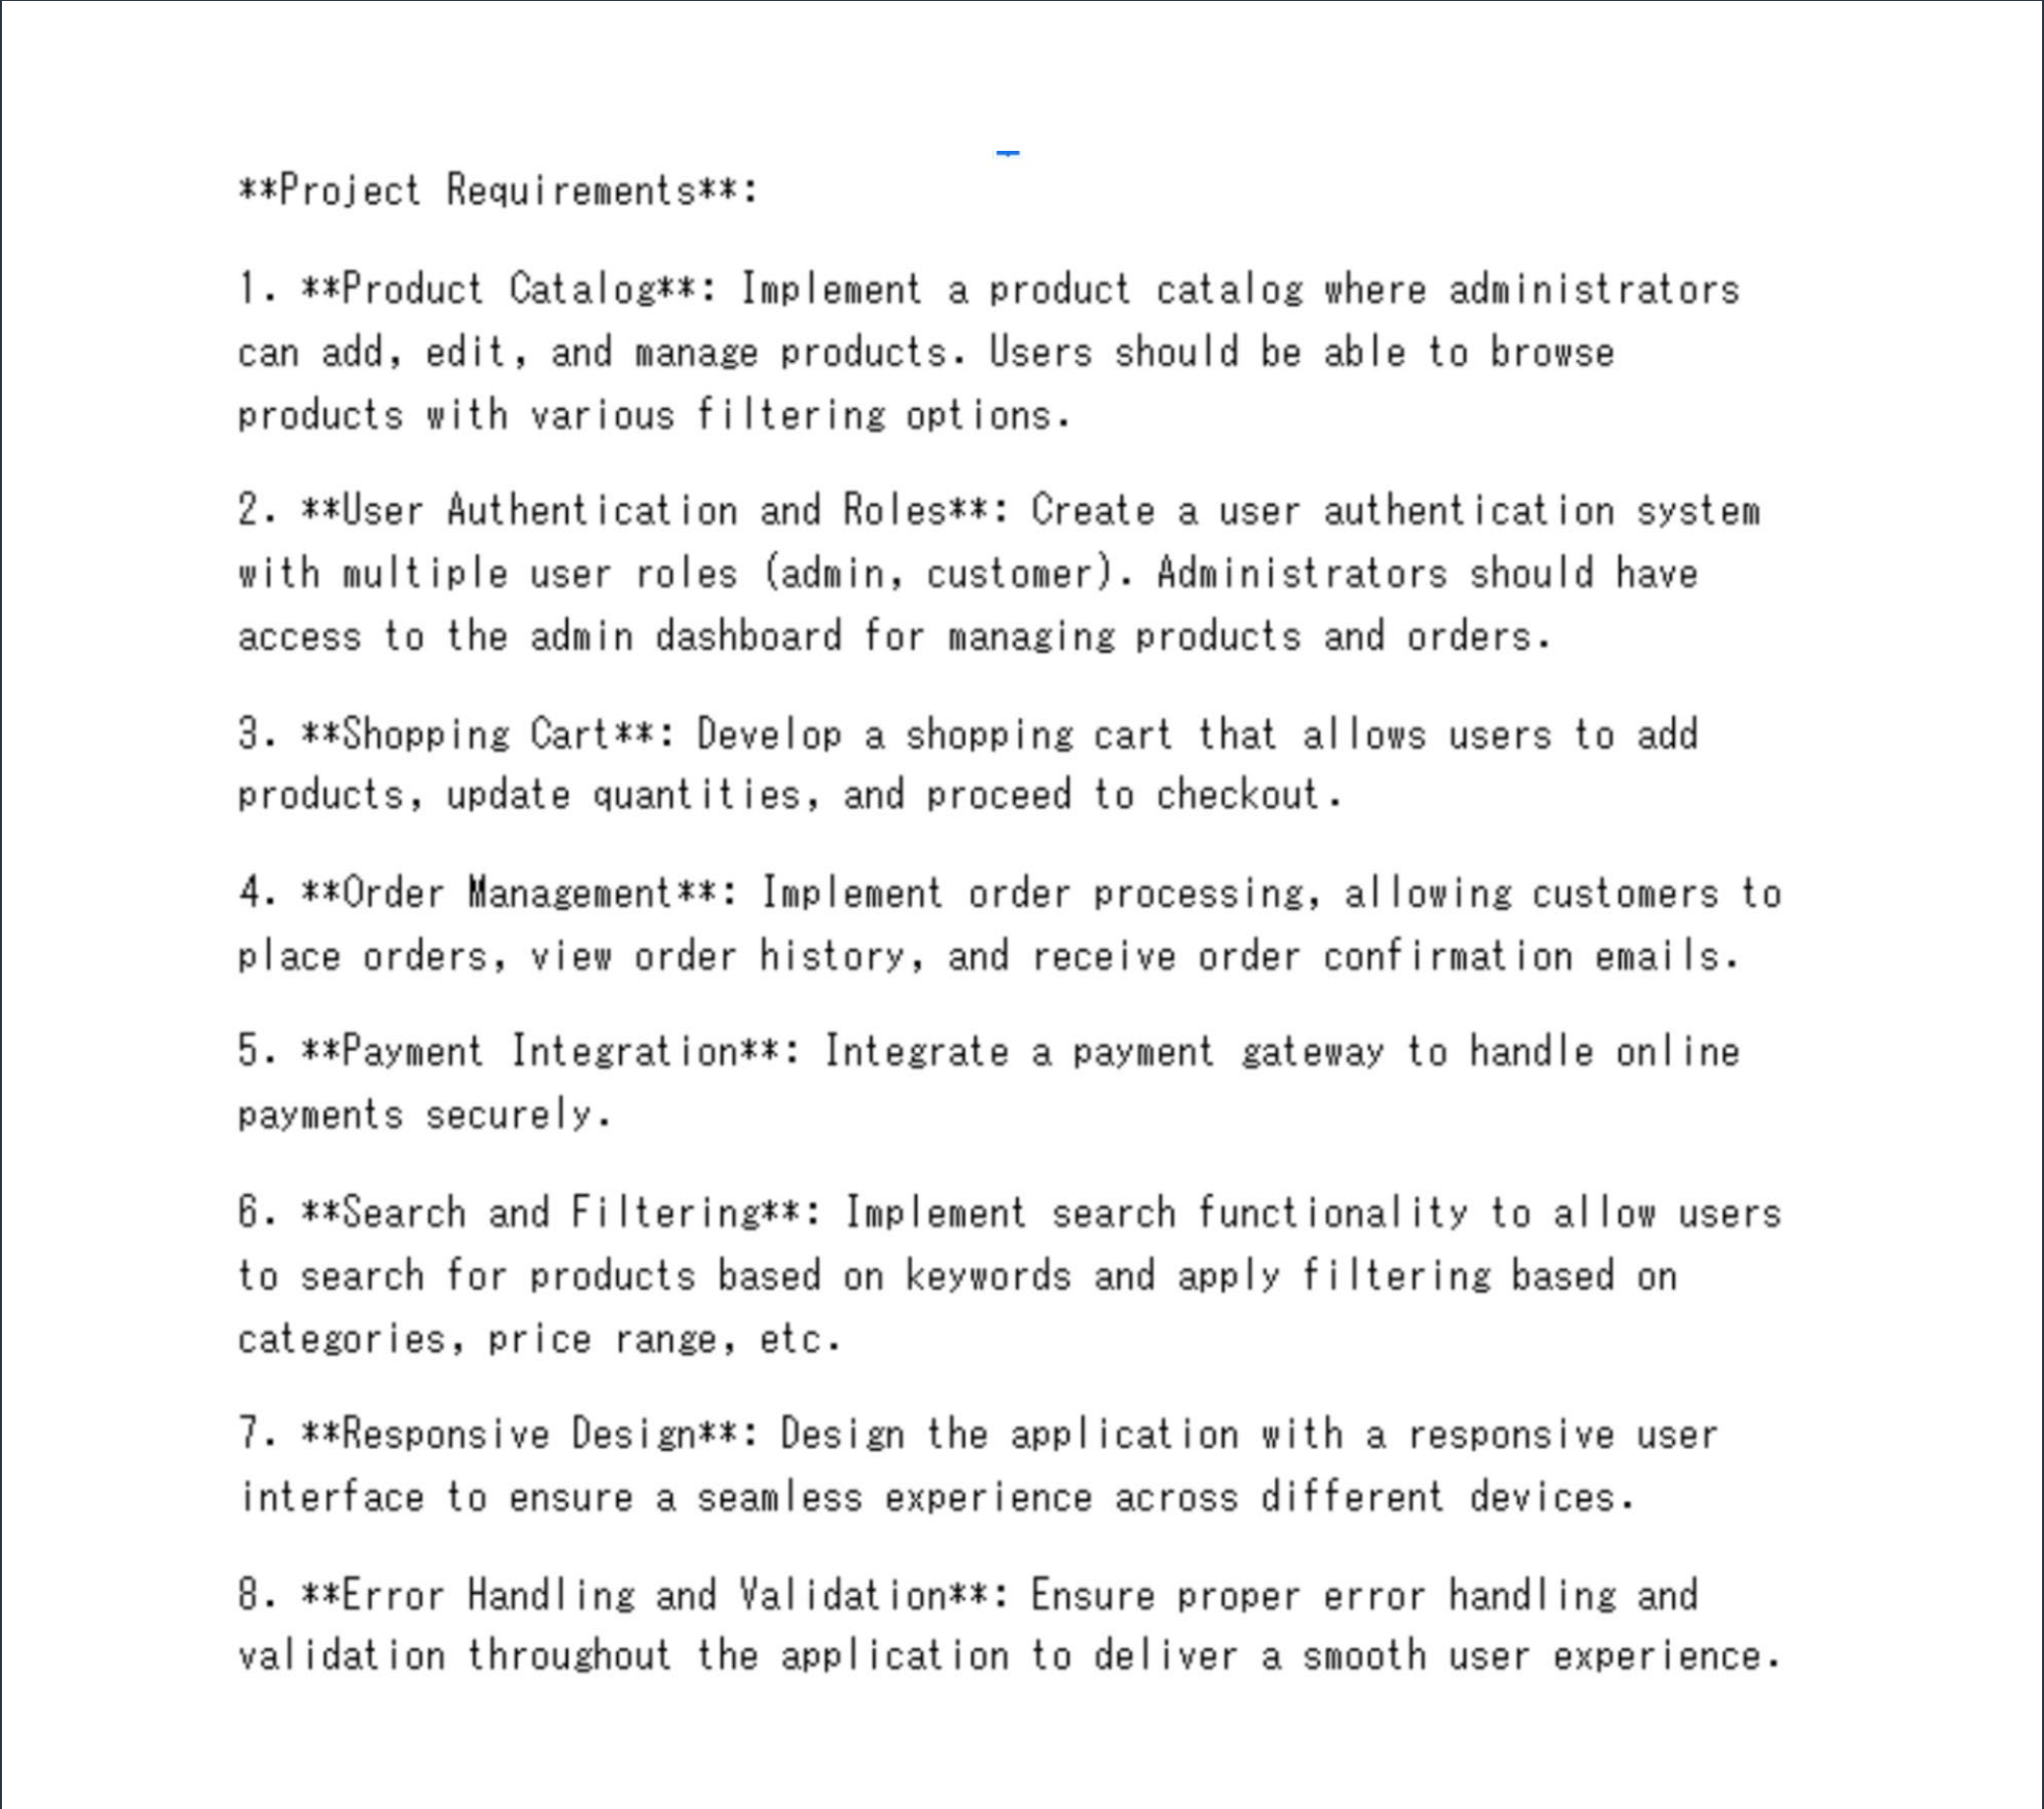 **Project Requirements**:
1. **Product Catalog**: Implement a product catalog where administrators
can add, edit, and manage products. Users should be able to browse
products with various filtering options.
2. **User Authentication and Roles**: Create a user authentication system
with multiple user roles (admin, customer). Administrators should have
access to the admin dashboard for managing products and orders.
3. **Shopping Cart**: Develop a shopping cart that allows users to add
products, update quantities, and proceed to checkout.
4. **Order Management**: Implement order processing, allowing customers to
place orders, view order history, and receive order confirmation emails.
5. **Payment Integration**: Integrate a payment gateway to handle online
payments securely.
6. **Search and Filtering**: Implement search functionality to allow users
to search for products based on keywords and apply filtering based on
categories, price range, etc.
7. **Responsive Design**: Design the application with a responsive user
interface to ensure a seamless experience across different devices.
8. **Error Handling and Validation**: Ensure proper error handling and
validation throughout the application to deliver a smooth user experience.